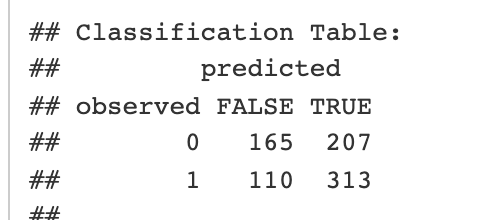 ## Classification Table:
##          predicted
## observed FALSE TRUE
##        0   165  207
##        1   110  313
##